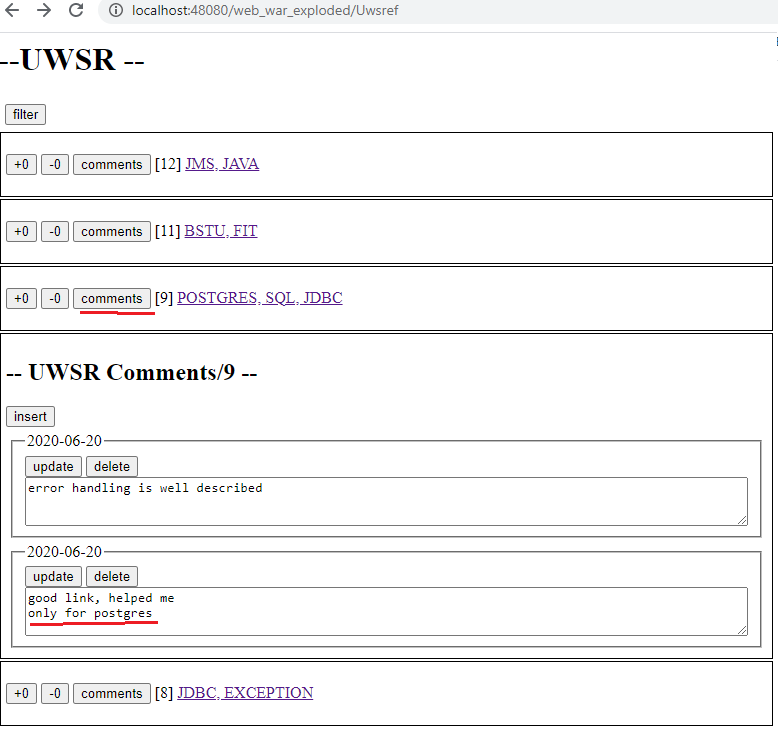 localhost:48080/web_war_exploded/Uwsref
--UWSR --
filter
+0 -0 comments [12] JMS, JAVA
+0 -0 comments [11] BSTU, FIT
+0 -0 comments [9] POSTGRES, SQL, JDBC
-- UWSR Comments/9 --
insert
2020-06-20
update delete
error handling is well described
2020-06-20
update delete
good link, helped me
only for postgres
+0 -0 comments [8] JDBC, EXCEPTION